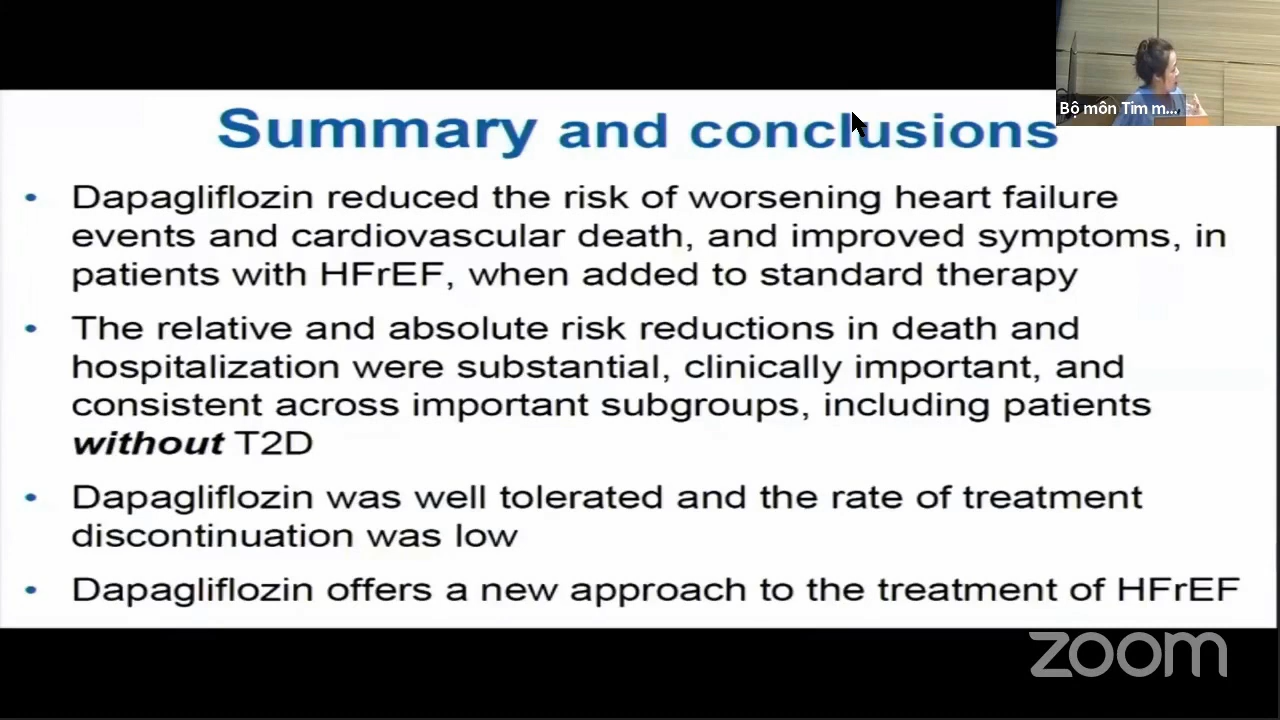 Bộ môn Tim m...
Summary and conclusions
• Dapagliflozin reduced the risk of worsening heart failure
events and cardiovascular death, and improved symptoms, in
patients with HFrEF, when added to standard therapy
• The relative and absolute risk reductions in death and
hospitalization were substantial, clinically important, and
consistent across important subgroups, including patients
without T2D
• Dapagliflozin was well tolerated and the rate of treatment
discontinuation was low
• Dapagliflozin offers a new approach to the treatment of HFrEF
zoom